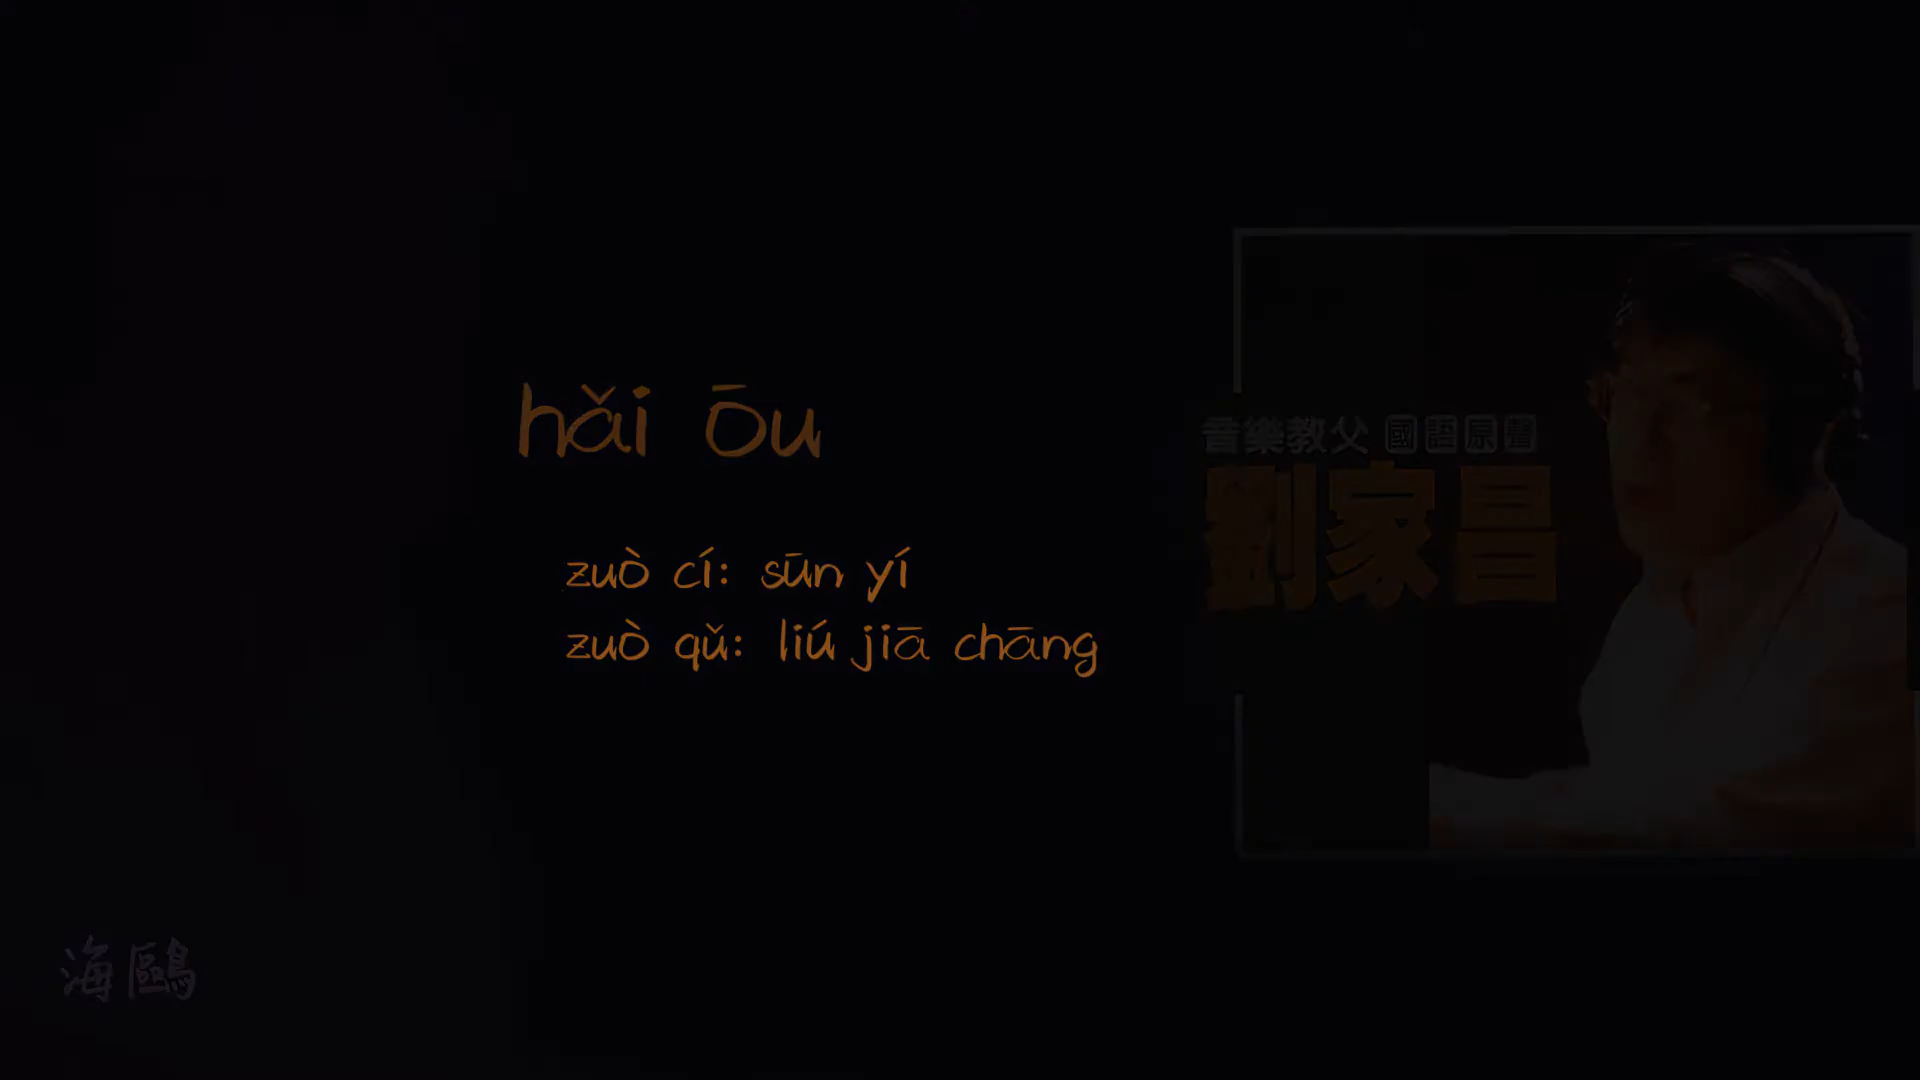 hǎi ōu
zuò cí: sūn yí
zuò qǔ: liú jiā chāng
音樂教父 國語原聲
劉家昌
海鷗